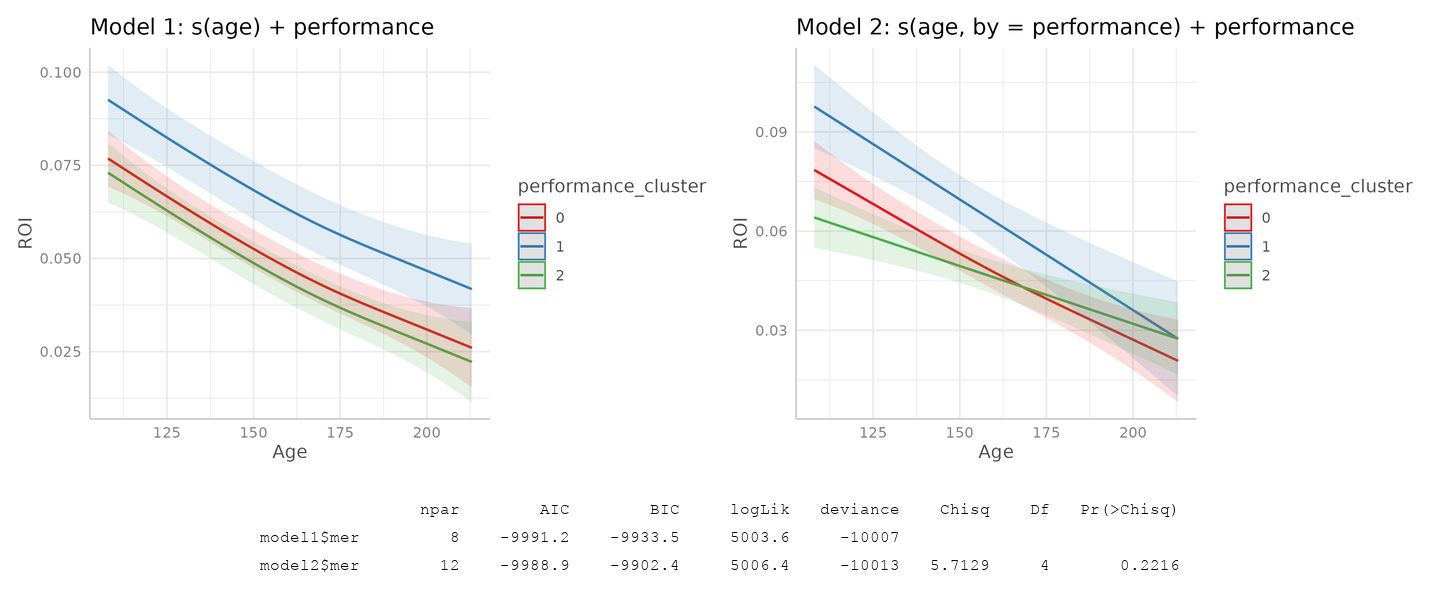 Model 1: s(age) + performance
0.100
0.075
0.050
0.025
ROI
125 150 175 200
Age
performance_cluster
0
1
2
Model 2: s(age, by = performance) + performance
0.09
0.06
0.03
ROI
125 150 175 200
Age
performance_cluster
0
1
2
npar AIC BIC logLik deviance Chisq Df Pr(>Chisq)
model1$mer 8 -9991.2 -9933.5 5003.6 -10007
model2$mer 12 -9988.9 -9902.4 5006.4 -10013 5.7129 4 0.2216